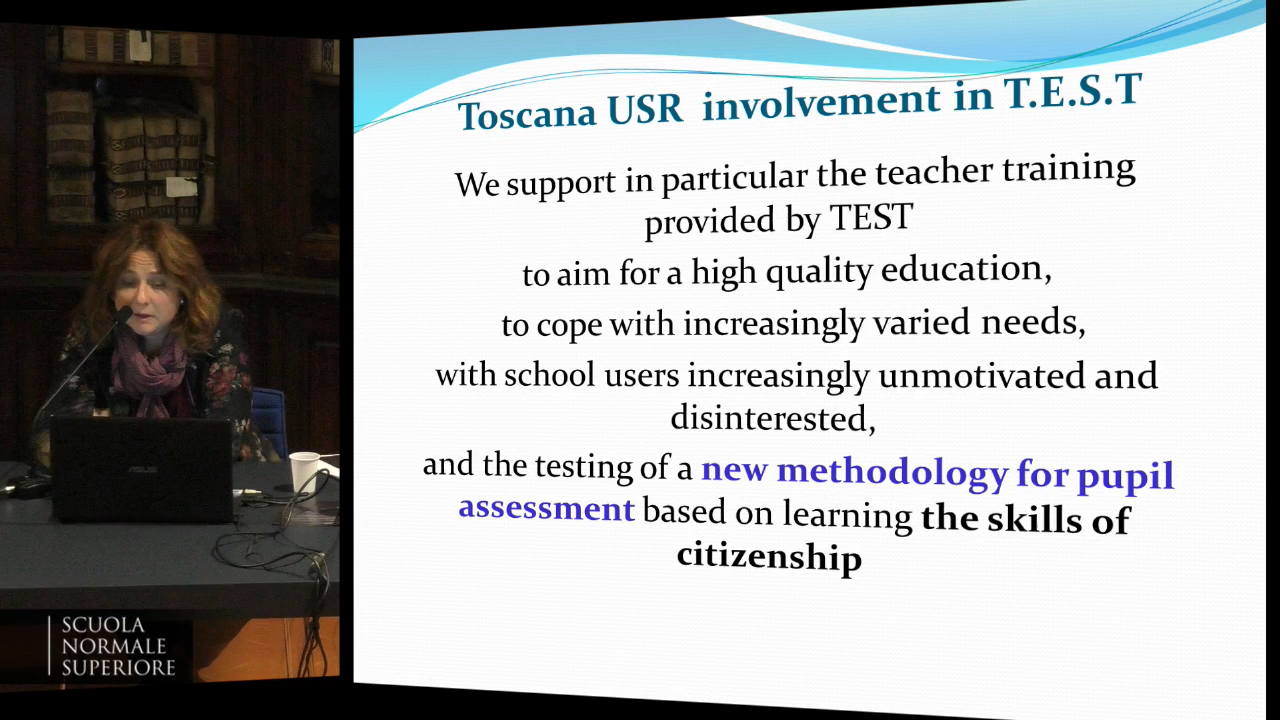 Toscana USR involvement in T.E.S.T
We support in particular the teacher training
provided by TEST
to aim for a high quality education,
to cope with increasingly varied needs,
with school users increasingly unmotivated and
disinterested,
and the testing of a new methodology for pupil
assessment based on learning the skills of
citizenship
ASUS
SCUOLA
NORMALE
SUPERIORE